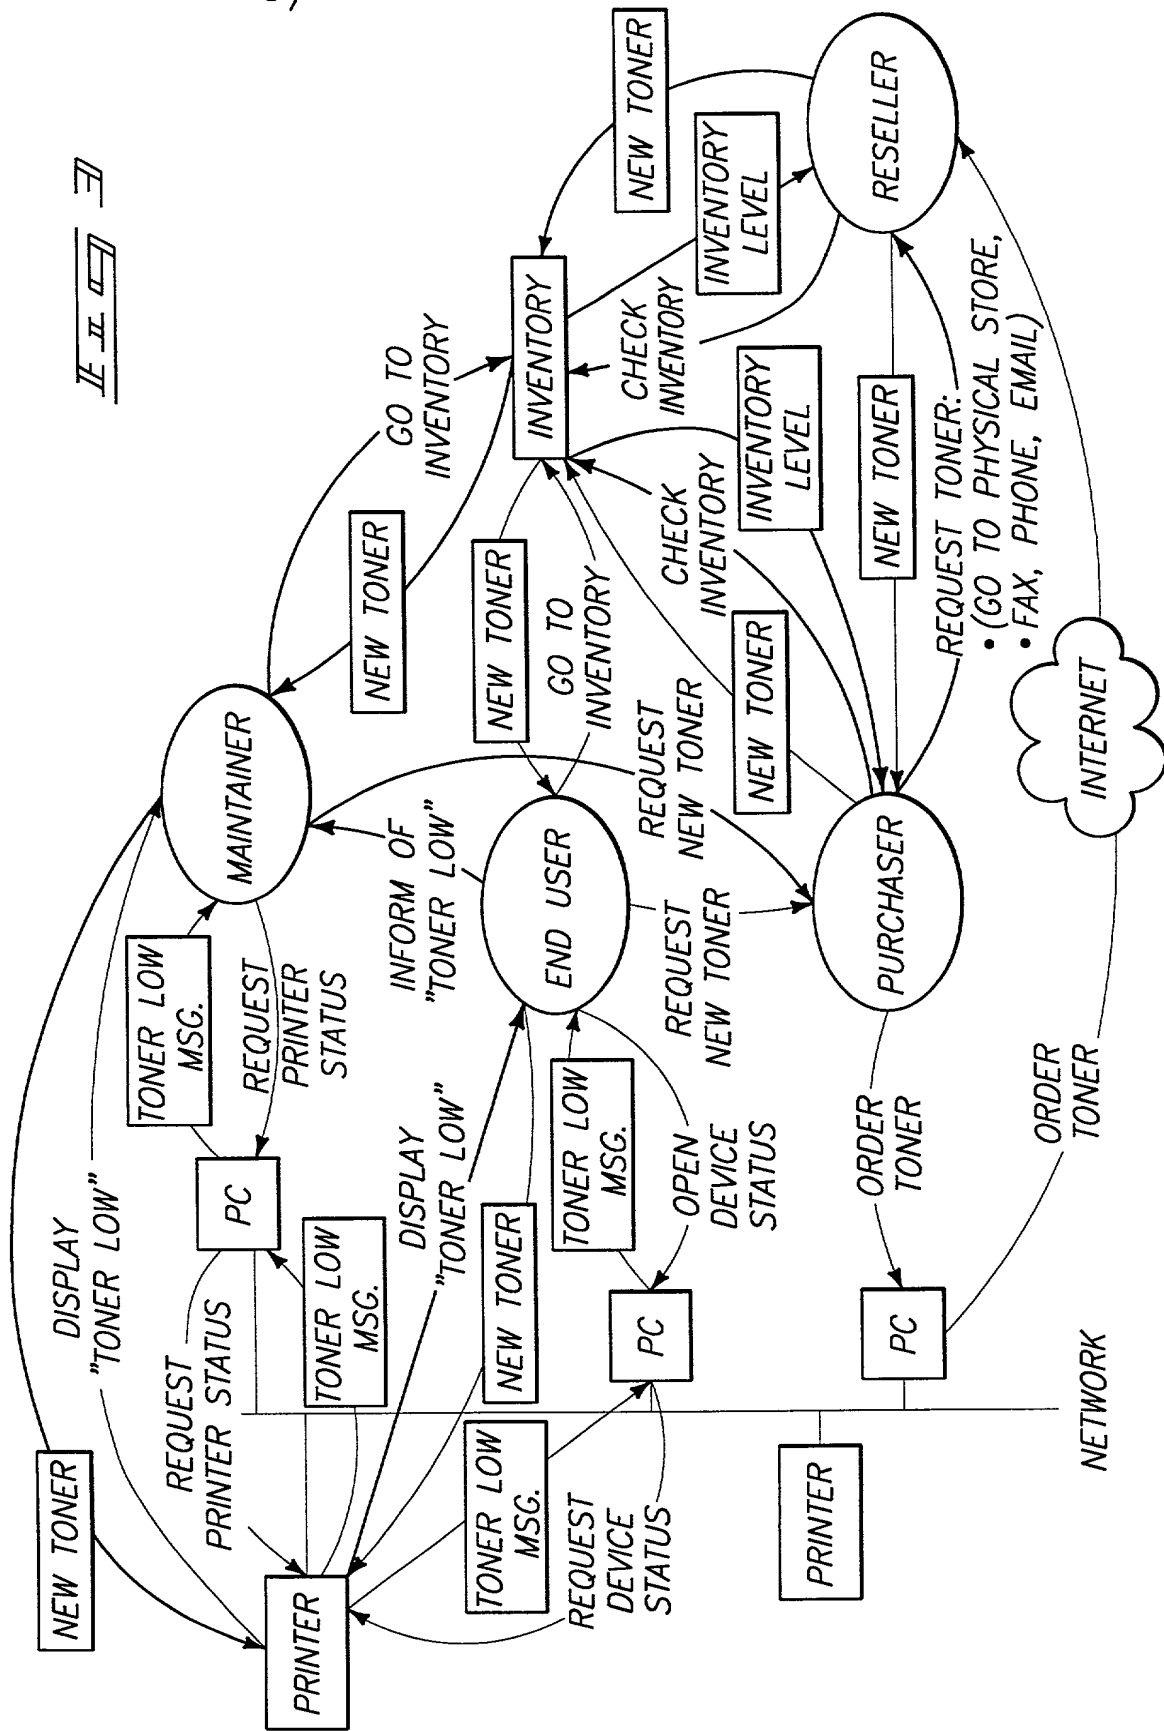 FIG 3
NEW TONER
DISPLAY
"TONER LOW"
MAINTAINER
TONER LOW
MSG.
REQUEST
PRINTER
STATUS
PC
REQUEST
PRINTER STATUS
TONER LOW
MSG.
PRINTER
NEW TONER
GO TO
INVENTORY
INFORM OF
"TONER LOW"
DISPLAY
"TONER LOW"
NEW TONER
END USER
NEW TONER
GO TO
INVENTORY
INVENTORY
NEW TONER
INVENTORY
LEVEL
CHECK
INVENTORY
RESELLER
TONER LOW
MSG.
OPEN
DEVICE
STATUS
PC
TONER LOW
MSG.
REQUEST
DEVICE
STATUS
REQUEST
NEW TONER
REQUEST
NEW TONER
CHECK
INVENTORY
INVENTORY
LEVEL
NEW TONER
PURCHASER
NEW TONER
REQUEST TONER:
• (GO TO PHYSICAL STORE,
• FAX, PHONE, EMAIL)
ORDER
TONER
PC
PRINTER
NETWORK
ORDER
TONER
INTERNET